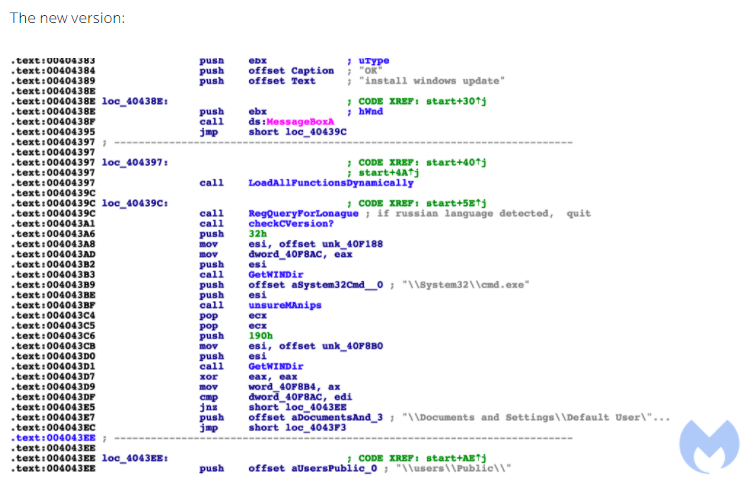 The new version:
.text:00404383 push ebx ; uType
.text:00404384 push offset Caption ; "OK"
.text:00404389 push offset Text ; "install windows update"
.text:0040438E
.text:0040438E loc_40438E: ; CODE XREF: start+30↑j
.text:0040438E push ebx ; hWnd
.text:0040438F call ds:MessageBoxA
.text:00404395 jmp short loc_40439C
.text:00404397 ; ---------------------------------------------------------------------------
.text:00404397
.text:00404397 loc_404397: ; CODE XREF: start+40↑j
.text:00404397 ; start+4A↑j
.text:00404397 call LoadAllFunctionsDynamically
.text:0040439C
.text:0040439C loc_40439C: ; CODE XREF: start+5E↑j
.text:0040439C call RegQueryForLonague ; if russian language detected, quit
.text:004043A1 call checkCVersion?
.text:004043A6 push 32h
.text:004043A8 mov esi, offset unk_40F188
.text:004043AD mov dword_40F8AC, eax
.text:004043B2 push esi
.text:004043B3 call GetWINDir
.text:004043B9 push offset aSystem32Cmd__0 ; "\\System32\\cmd.exe"
.text:004043BE push esi
.text:004043BF call unsureMAnips
.text:004043C4 pop ecx
.text:004043C5 pop ecx
.text:004043C6 push 190h
.text:004043CB mov esi, offset unk_40F8B0
.text:004043D0 push esi
.text:004043D1 call GetWINDir
.text:004043D7 xor eax, eax
.text:004043D9 mov word_40F8B4, ax
.text:004043DF cmp dword_40F8AC, edi
.text:004043E5 jnz short loc_4043EE
.text:004043E7 push offset aDocumentsAnd_3 ; "\\Documents and Settings\\Default User\"...
.text:004043EC jmp short loc_4043F3
.text:004043EE ; ---------------------------------------------------------------------------
.text:004043EE
.text:004043EE loc_4043EE: ; CODE XREF: start+AE↑j
.text:004043EE push offset aUsersPublic_0 ; "\\users\\Public\\"